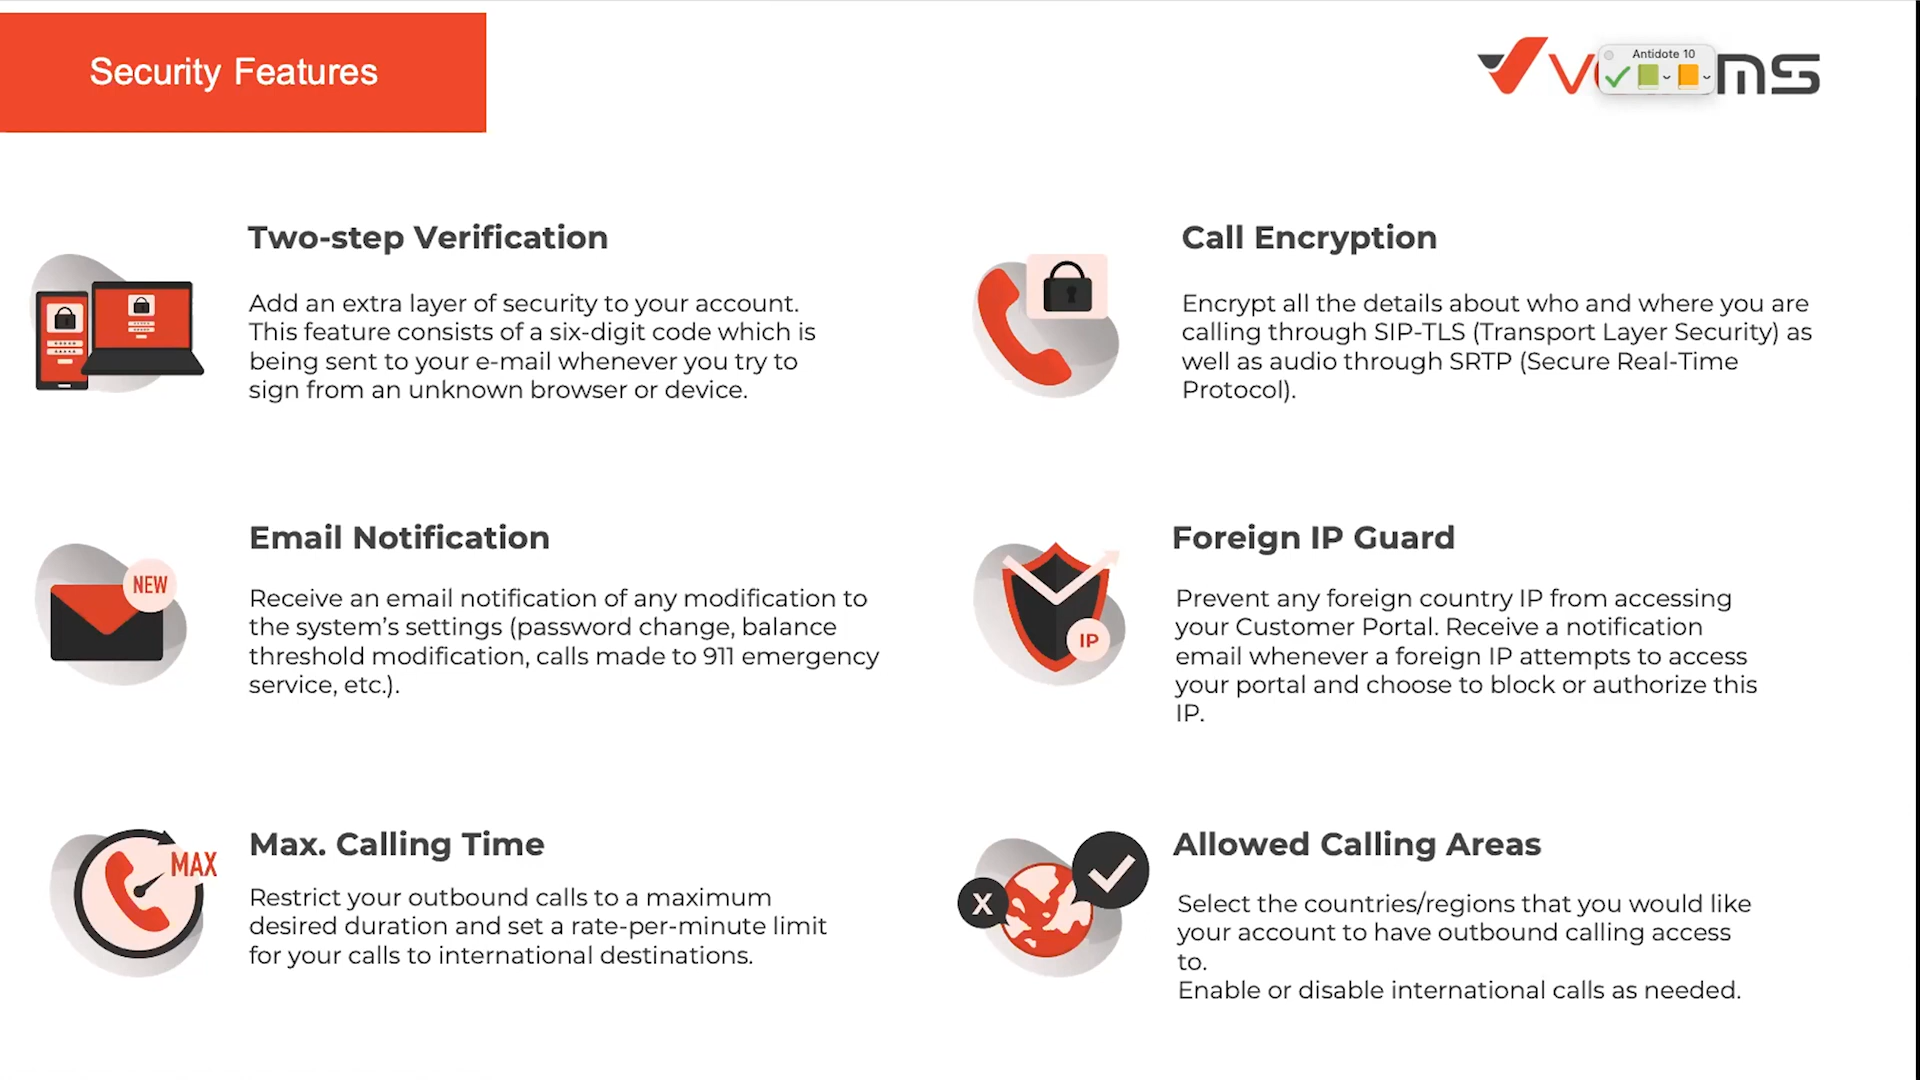 Security Features
Antidote 10
ms
Two-step Verification
Add an extra layer of security to your account.
This feature consists of a six-digit code which is
being sent to your e-mail whenever you try to
sign from an unknown browser or device.
Call Encryption
Encrypt all the details about who and where you are
calling through SIP-TLS (Transport Layer Security) as
well as audio through SRTP (Secure Real-Time
Protocol).
NEW
Email Notification
Receive an email notification of any modification to
the system’s settings (password change, balance
threshold modification, calls made to 911 emergency
service, etc.).
IP
Foreign IP Guard
Prevent any foreign country IP from accessing
your Customer Portal. Receive a notification
email whenever a foreign IP attempts to access
your portal and choose to block or authorize this
IP.
MAX
Max. Calling Time
Restrict your outbound calls to a maximum
desired duration and set a rate-per-minute limit
for your calls to international destinations.
X
Allowed Calling Areas
Select the countries/regions that you would like
your account to have outbound calling access
to.
Enable or disable international calls as needed.